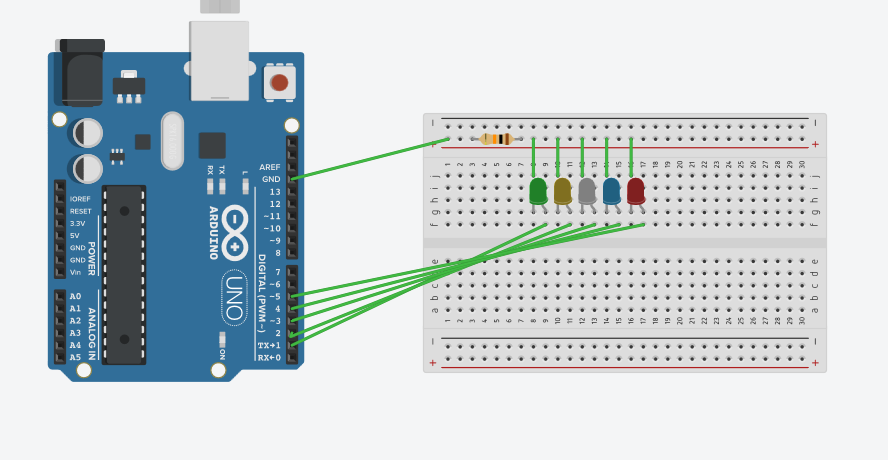 AREF
GND
13
12
~11
~10
~9
8
7
~6
~5
4
~3
2
TX→1
RX←0
DIGITAL (PWM~)
IOREF
RESET
3.3V
5V
GND
GND
Vin
POWER
A0
A1
A2
A3
A4
A5
ANALOG IN
RX
TX
L
ARDUINO
UNO
ON
− −
+ +
1 2 3 4 5 6 7 8 9 10 11 12 13 14 15 16 17 18 19 20 21 22 23 24 25 26 27 28 29 30
j j
i i
h h
g g
f f
e e
d d
c c
b b
a a
1 2 3 4 5 6 7 8 9 10 11 12 13 14 15 16 17 18 19 20 21 22 23 24 25 26 27 28 29 30
− −
+ +